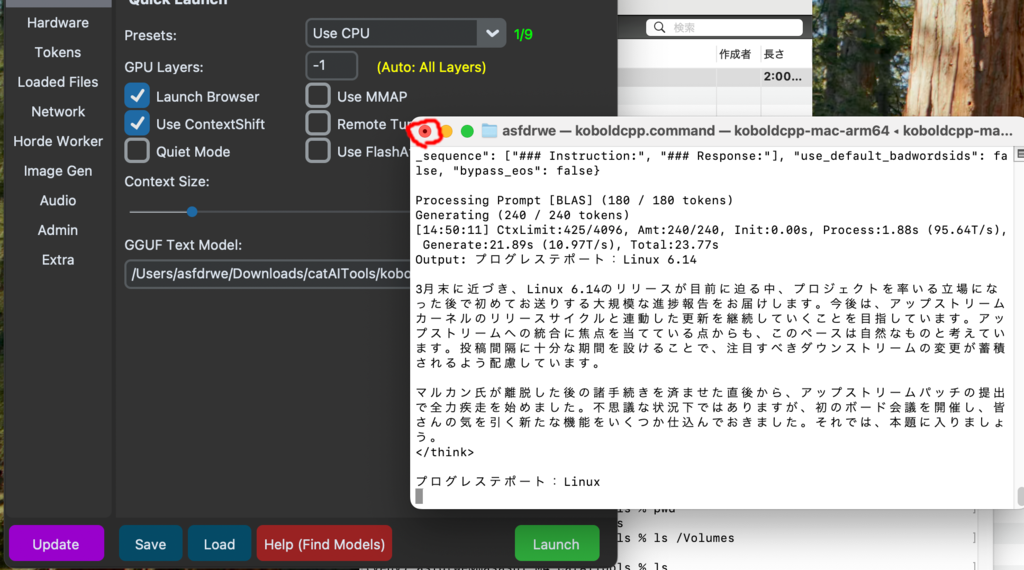 Quick Launch
Hardware
Tokens
Loaded Files
Network
Horde Worker
Image Gen
Audio
Admin
Extra
Presets:
Use CPU
1/9
GPU Layers:
-1
(Auto: All Layers)
Launch Browser
Use MMAP
Use ContextShift
Remote Tu
Quiet Mode
Use FlashA
Context Size:
GGUF Text Model:
/Users/asfdrwe/Downloads/catAITools/kobo
Update
Save
Load
Help (Find Models)
Launch
検索
作成者
長さ
2:00...
asfdrwe — koboldcpp.command — koboldcpp-mac-arm64 • koboldcpp-ma...
_sequence": ["### Instruction:", "### Response:"], "use_default_badwordsids": fa
lse, "bypass_eos": false}
Processing Prompt [BLAS] (180 / 180 tokens)
Generating (240 / 240 tokens)
[14:50:11] CtxLimit:425/4096, Amt:240/240, Init:0.00s, Process:1.88s (95.64T/s),
Generate:21.89s (10.97T/s), Total:23.77s
Output: プログレステポート：Linux 6.14
3月末に近づき、Linux 6.14のリリースが目前に迫る中、プロジェクトを率いる立場にな
った後で初めてお送りする大規模な進捗報告をお届けします。今後は、アップストリーム
カーネルのリリースサイクルと連動した更新を継続していくことを目指しています。アッ
プストリームへの統合に焦点を当てている点からも、このペースは自然なものと考えてい
ます。投稿間隔に十分な期間を設けることで、注目すべきダウンストリームの変更が蓄積
されるよう配慮しています。
マルカン氏が離脱した後の諸手続きを済ませた直後から、アップストリームパッチの提出
で全力疾走を始めました。不思議な状況下ではありますが、初のボード会議を開催し、皆
さんの気を引く新たな機能をいくつか仕込んでおきました。それでは、本題に入りましょ
う。
</think>
プログレステポート：Linux
ls % pwd
s
ls % ls /Volumes
ls % ls